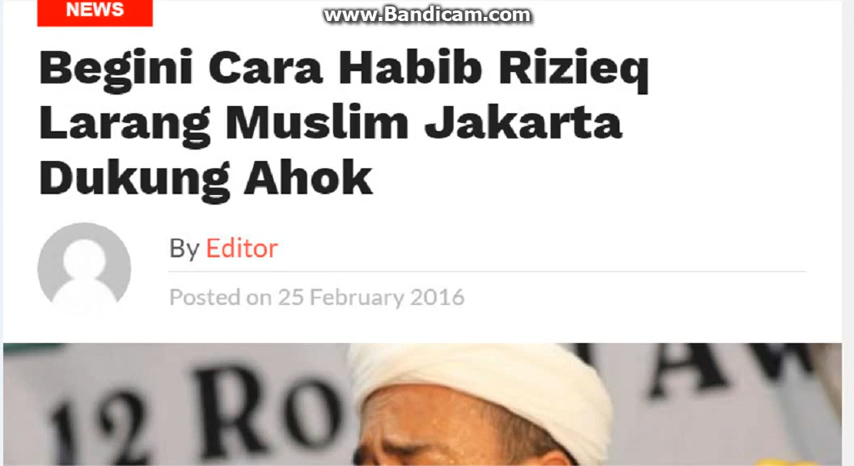 www.Bandicam.com
NEWS
Begini Cara Habib Rizieq
Larang Muslim Jakarta
Dukung Ahok
By Editor
Posted on 25 February 2016
12 Ro